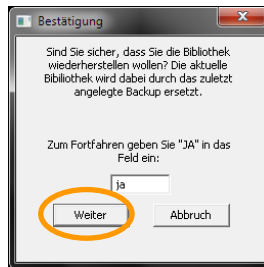 Bestätigung
Sind Sie sicher, dass Sie die Bibliothek
wiederherstellen wollen? Die aktuelle
Bibliothek wird dabei durch das zuletzt
angelegte Backup ersetzt.
Zum Fortfahren geben Sie "JA" in das
Feld ein:
ja
Weiter Abbruch